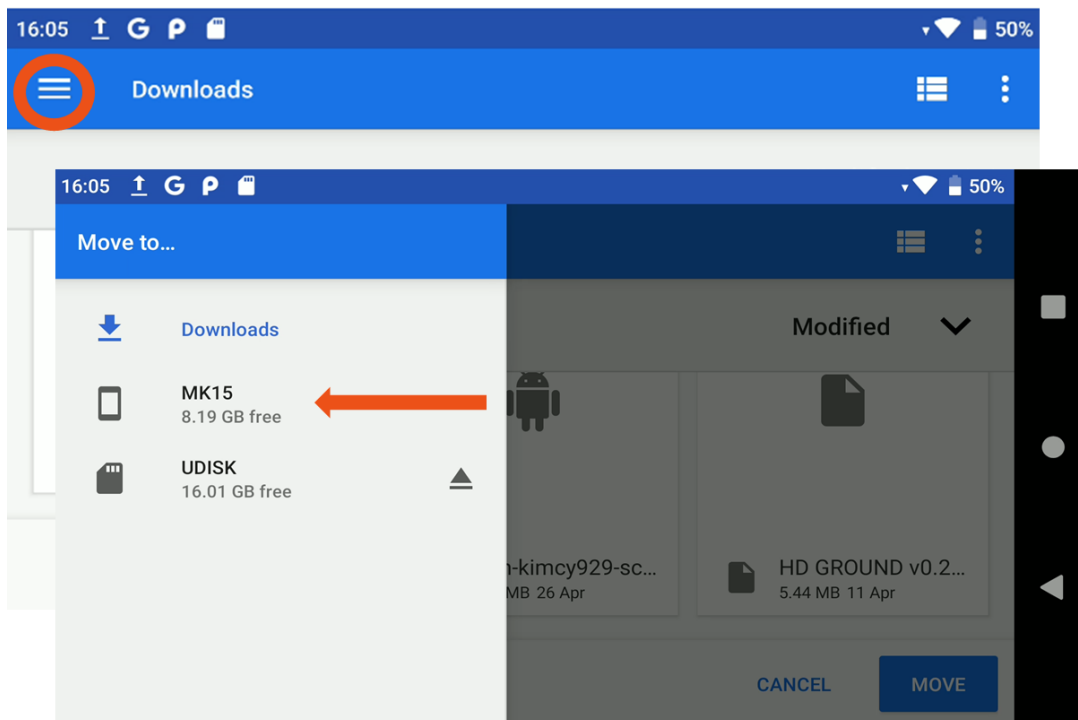 16:05 G P 50%
Downloads
16:05 G P 50%
Move to...
Downloads
MK15
8.19 GB free
UDISK
16.01 GB free
Modified
-kimcy929-sc...
MB 26 Apr
HD GROUND v0.2...
5.44 MB 11 Apr
CANCEL
MOVE